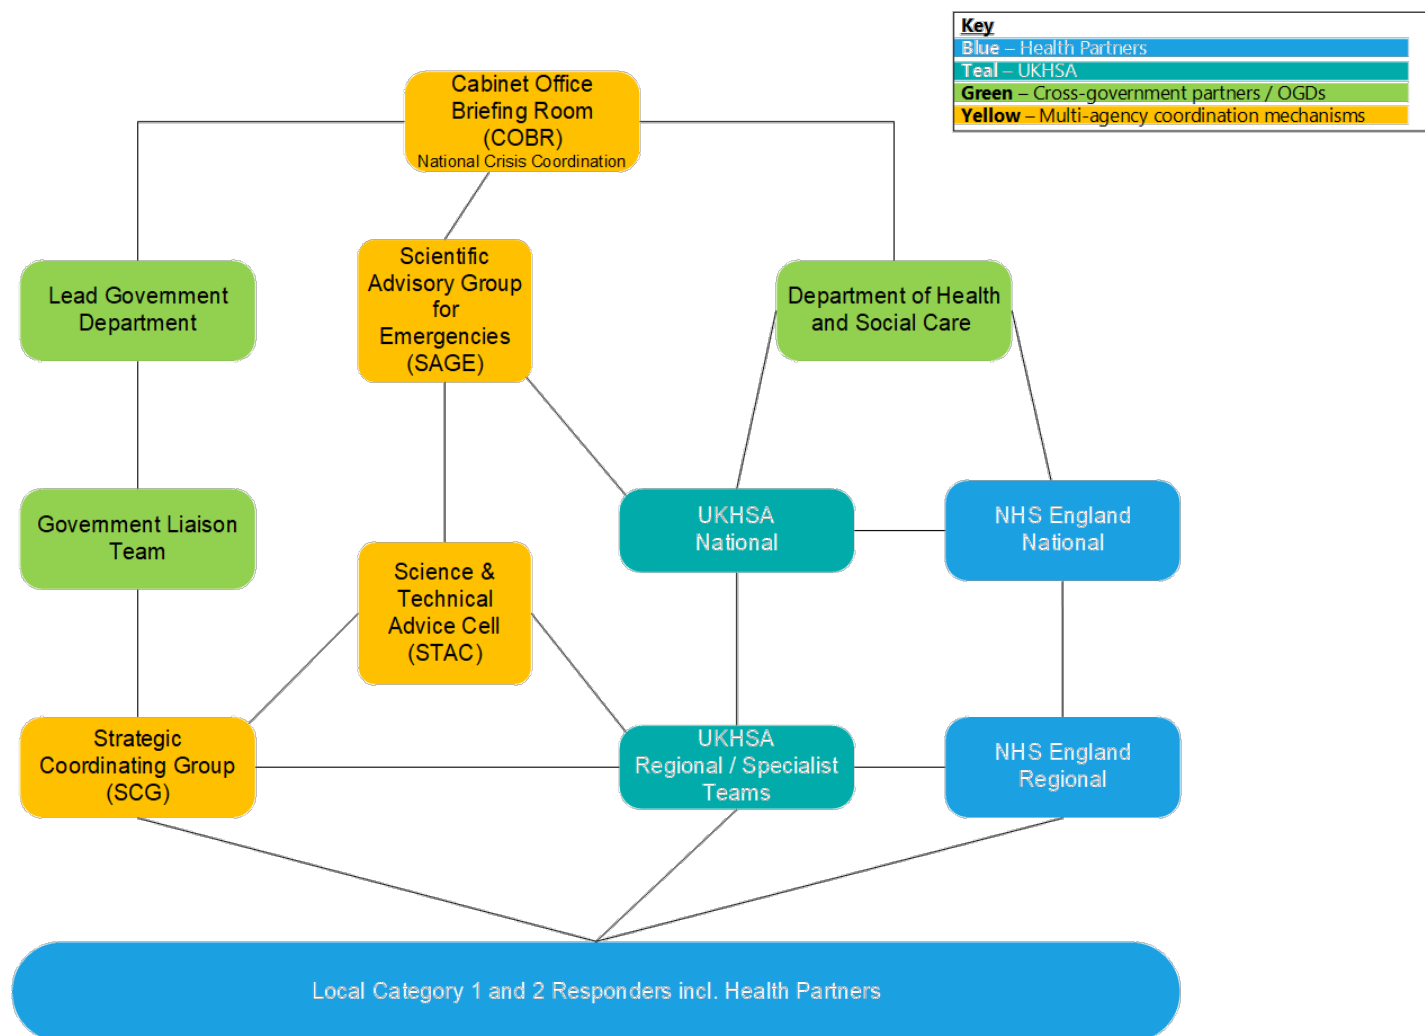 Key
Blue – Health Partners
Teal – UKHSA
Green – Cross-government partners / OGDs
Yellow – Multi-agency coordination mechanisms
Cabinet Office
Briefing Room
(COBR)
National Crisis Coordination
Lead Government
Department
Scientific
Advisory Group
for
Emergencies
(SAGE)
Department of Health
and Social Care
Government Liaison
Team
Science &
Technical
Advice Cell
(STAC)
UKHSA
National
NHS England
National
Strategic
Coordinating Group
(SCG)
UKHSA
Regional / Specialist
Teams
NHS England
Regional
Local Category 1 and 2 Responders incl. Health Partners